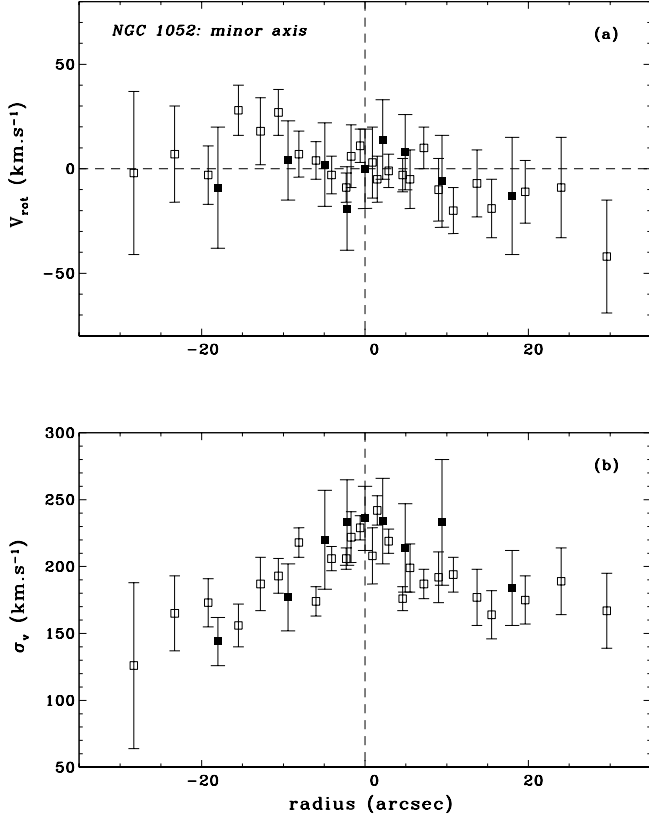 NGC 1052: minor axis
(a)
50
0
−50
V_rot (km.s⁻¹)
−20 0 20
300
(b)
250
200
150
100
50
σ_v (km.s⁻¹)
−20 0 20
radius (arcsec)